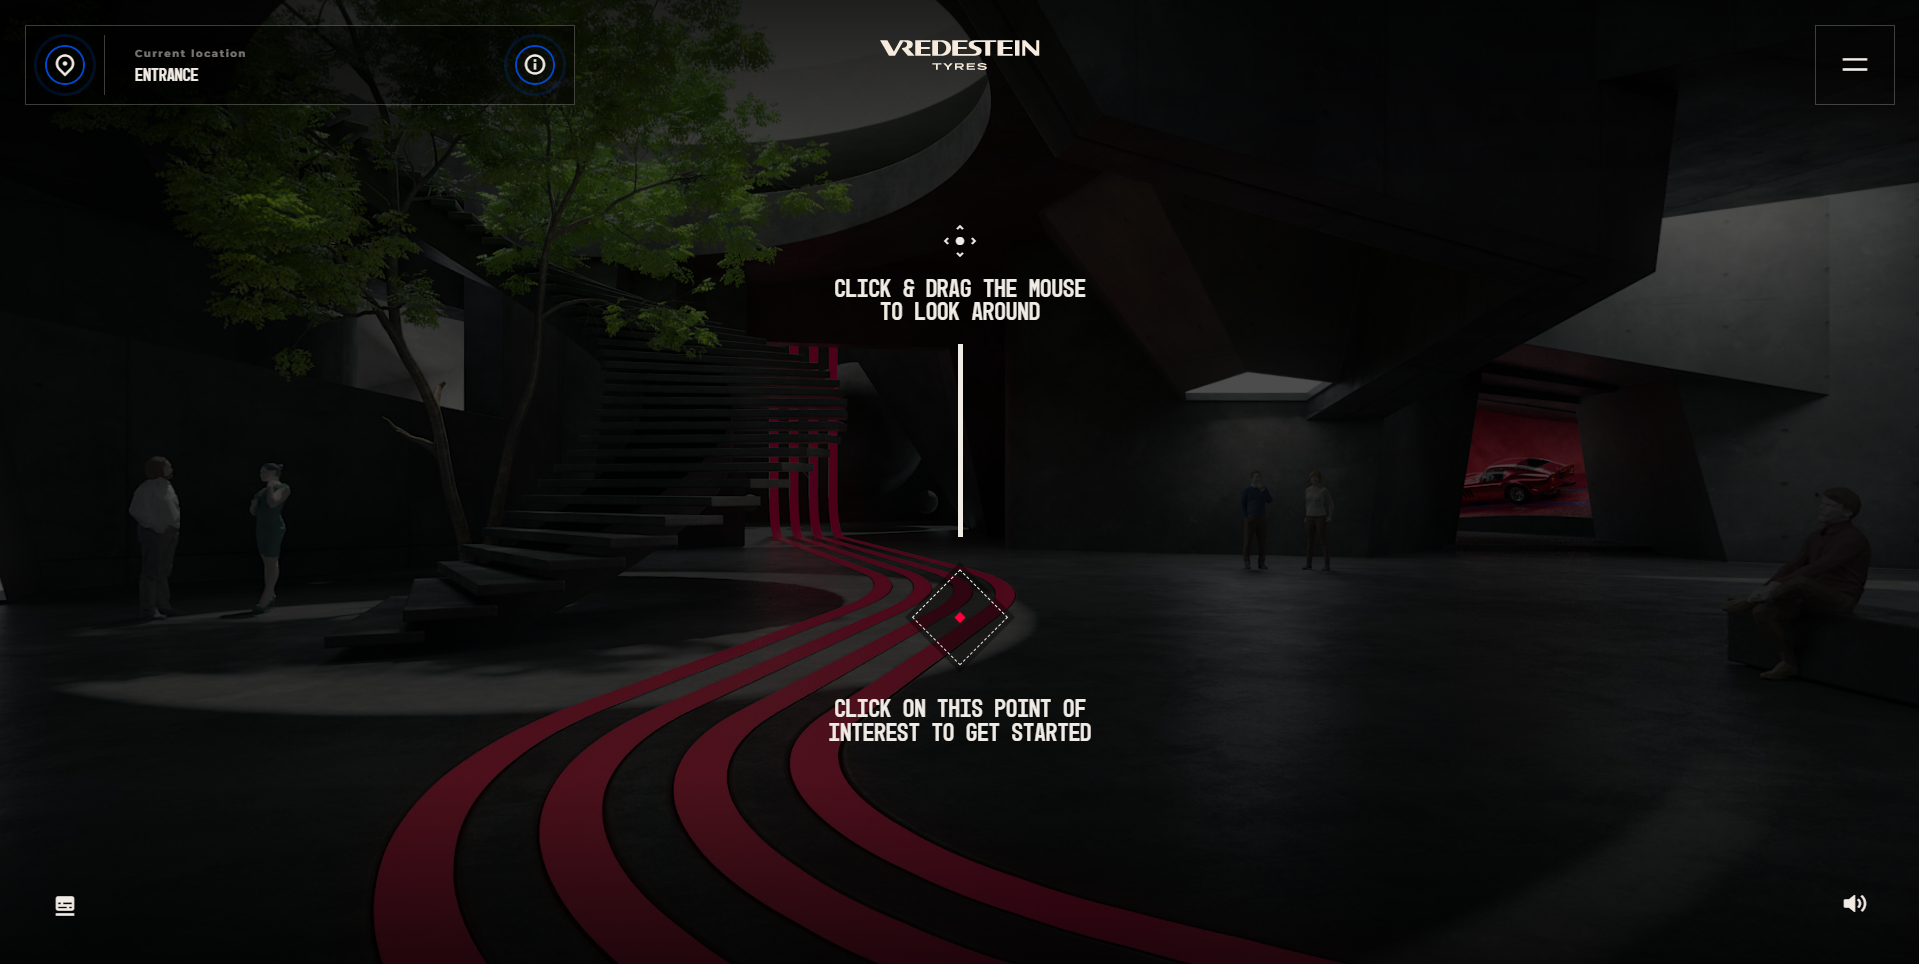 Current location
ENTRANCE
VREDESTEIN
TYRES
CLICK & DRAG THE MOUSE
TO LOOK AROUND
CLICK ON THIS POINT OF
INTEREST TO GET STARTED